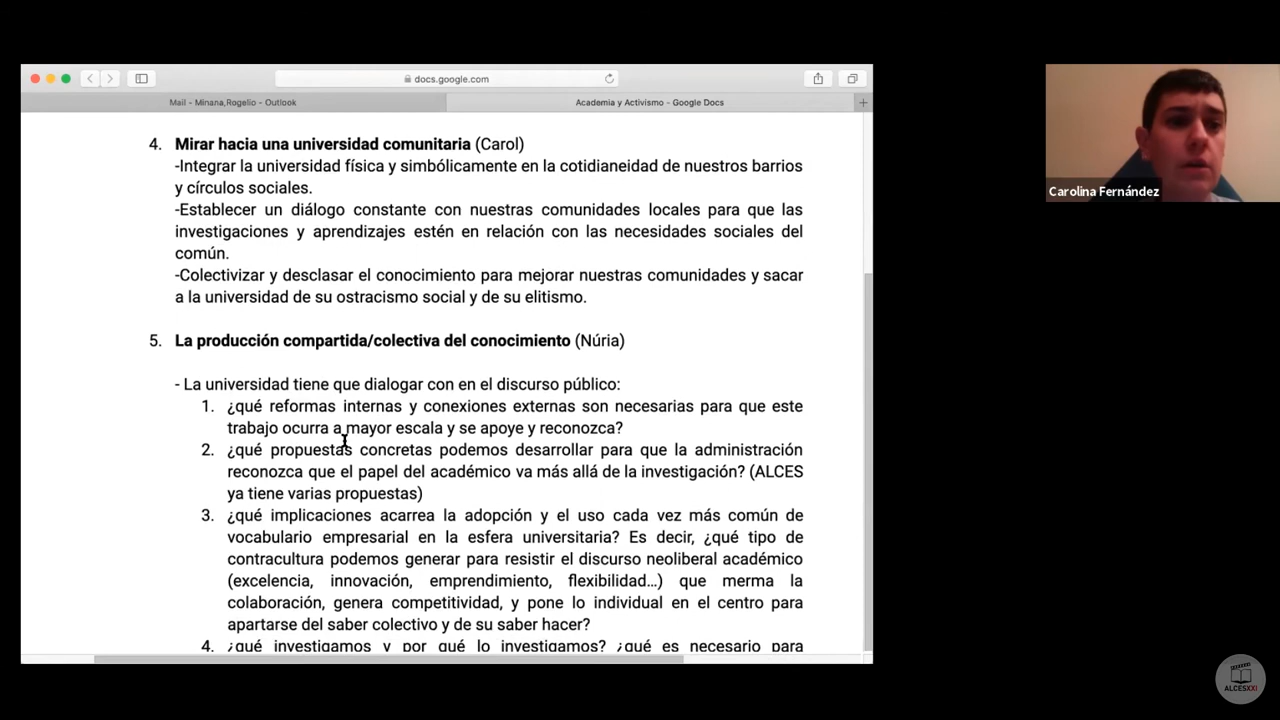 docs.google.com
Mail - Minana,Rogelio - Outlook
Academia y Activismo - Google Docs
4. Mirar hacia una universidad comunitaria (Carol)
-Integrar la universidad física y simbólicamente en la cotidianeidad de nuestros barrios
y círculos sociales.
-Establecer un diálogo constante con nuestras comunidades locales para que las
investigaciones y aprendizajes estén en relación con las necesidades sociales del
común.
-Colectivizar y desclasar el conocimiento para mejorar nuestras comunidades y sacar
a la universidad de su ostracismo social y de su elitismo.
5. La producción compartida/colectiva del conocimiento (Núria)
- La universidad tiene que dialogar con en el discurso público:
1. ¿qué reformas internas y conexiones externas son necesarias para que este
trabajo ocurra a mayor escala y se apoye y reconozca?
2. ¿qué propuestas concretas podemos desarrollar para que la administración
reconozca que el papel del académico va más allá de la investigación? (ALCES
ya tiene varias propuestas)
3. ¿qué implicaciones acarrea la adopción y el uso cada vez más común de
vocabulario empresarial en la esfera universitaria? Es decir, ¿qué tipo de
contracultura podemos generar para resistir el discurso neoliberal académico
(excelencia, innovación, emprendimiento, flexibilidad…) que merma la
colaboración, genera competitividad, y pone lo individual en el centro para
apartarse del saber colectivo y de su saber hacer?
4. ¿qué investigamos y por qué lo investigamos? ¿qué es necesario para
Carolina Fernández
ALCESXXI